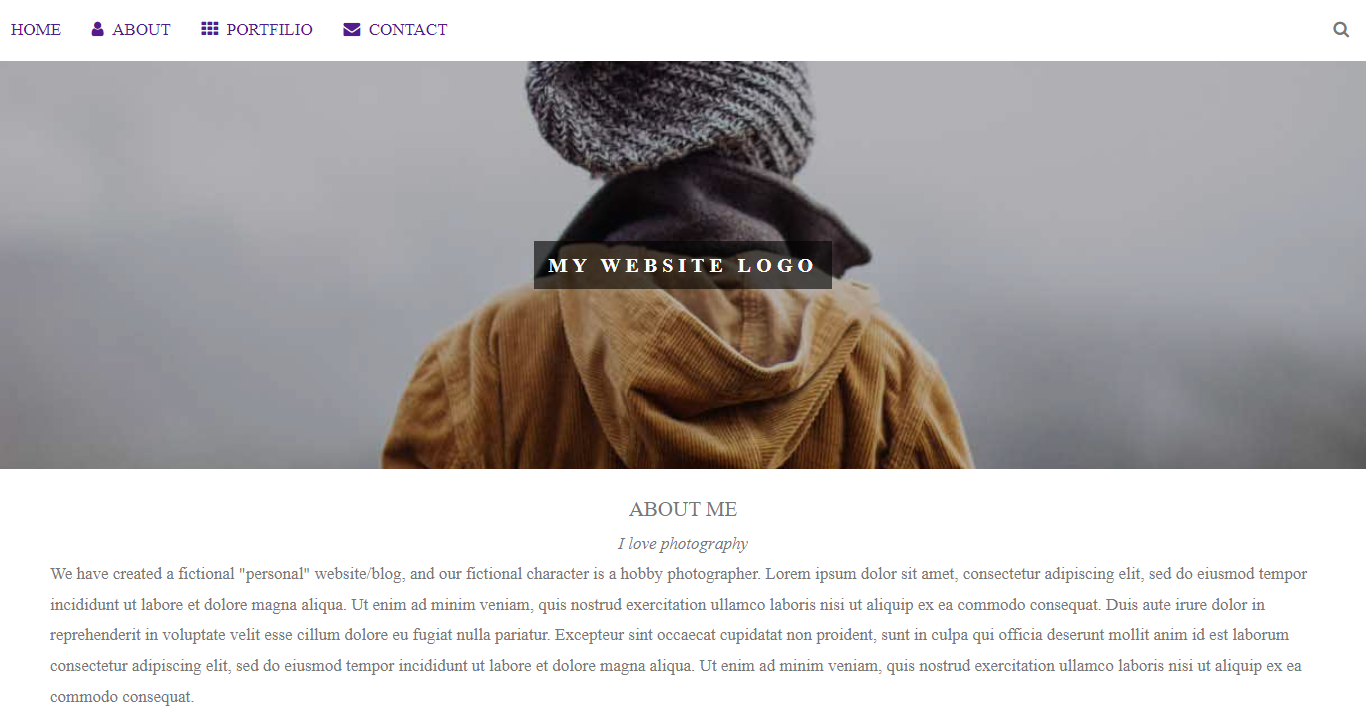 HOME ABOUT PORTFILIO CONTACT
MY WEBSITE LOGO
ABOUT ME
I love photography
We have created a fictional "personal" website/blog, and our fictional character is a hobby photographer. Lorem ipsum dolor sit amet, consectetur adipiscing elit, sed do eiusmod tempor
incididunt ut labore et dolore magna aliqua. Ut enim ad minim veniam, quis nostrud exercitation ullamco laboris nisi ut aliquip ex ea commodo consequat. Duis aute irure dolor in
reprehenderit in voluptate velit esse cillum dolore eu fugiat nulla pariatur. Excepteur sint occaecat cupidatat non proident, sunt in culpa qui officia deserunt mollit anim id est laborum
consectetur adipiscing elit, sed do eiusmod tempor incididunt ut labore et dolore magna aliqua. Ut enim ad minim veniam, quis nostrud exercitation ullamco laboris nisi ut aliquip ex ea
commodo consequat.